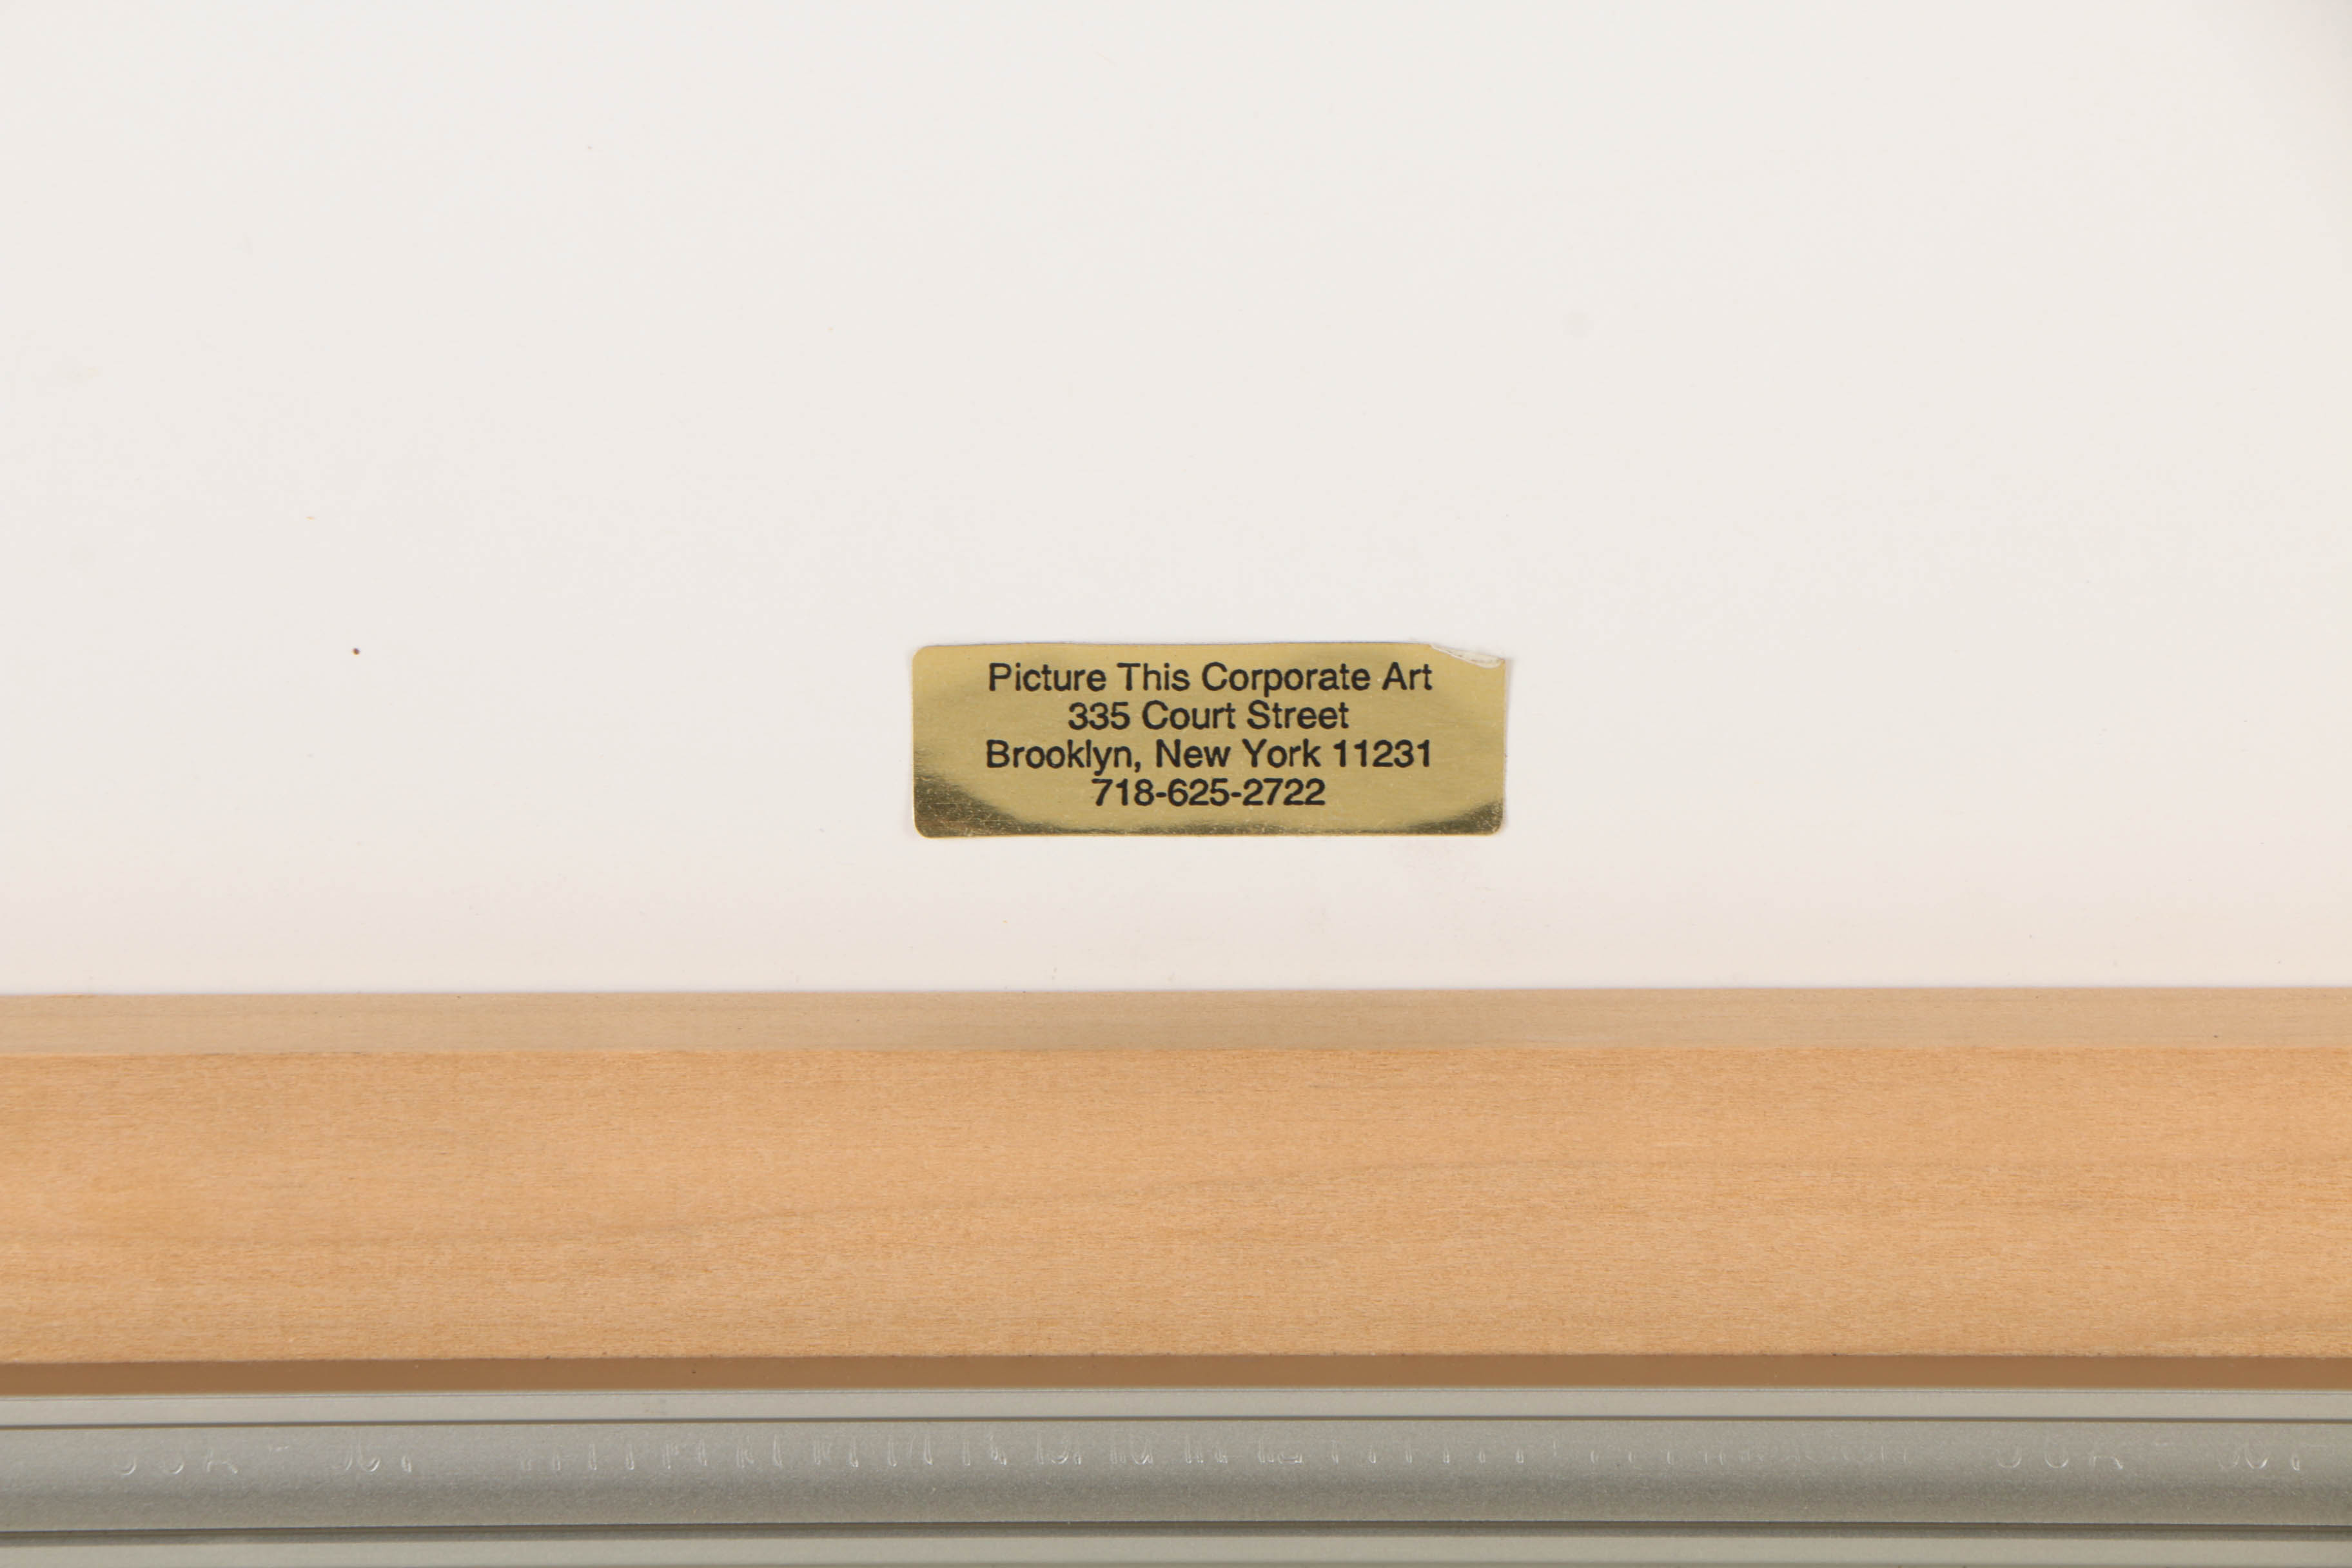 Picture This Corporate Art
335 Court Street
Brooklyn, New York 11231
718-625-2722